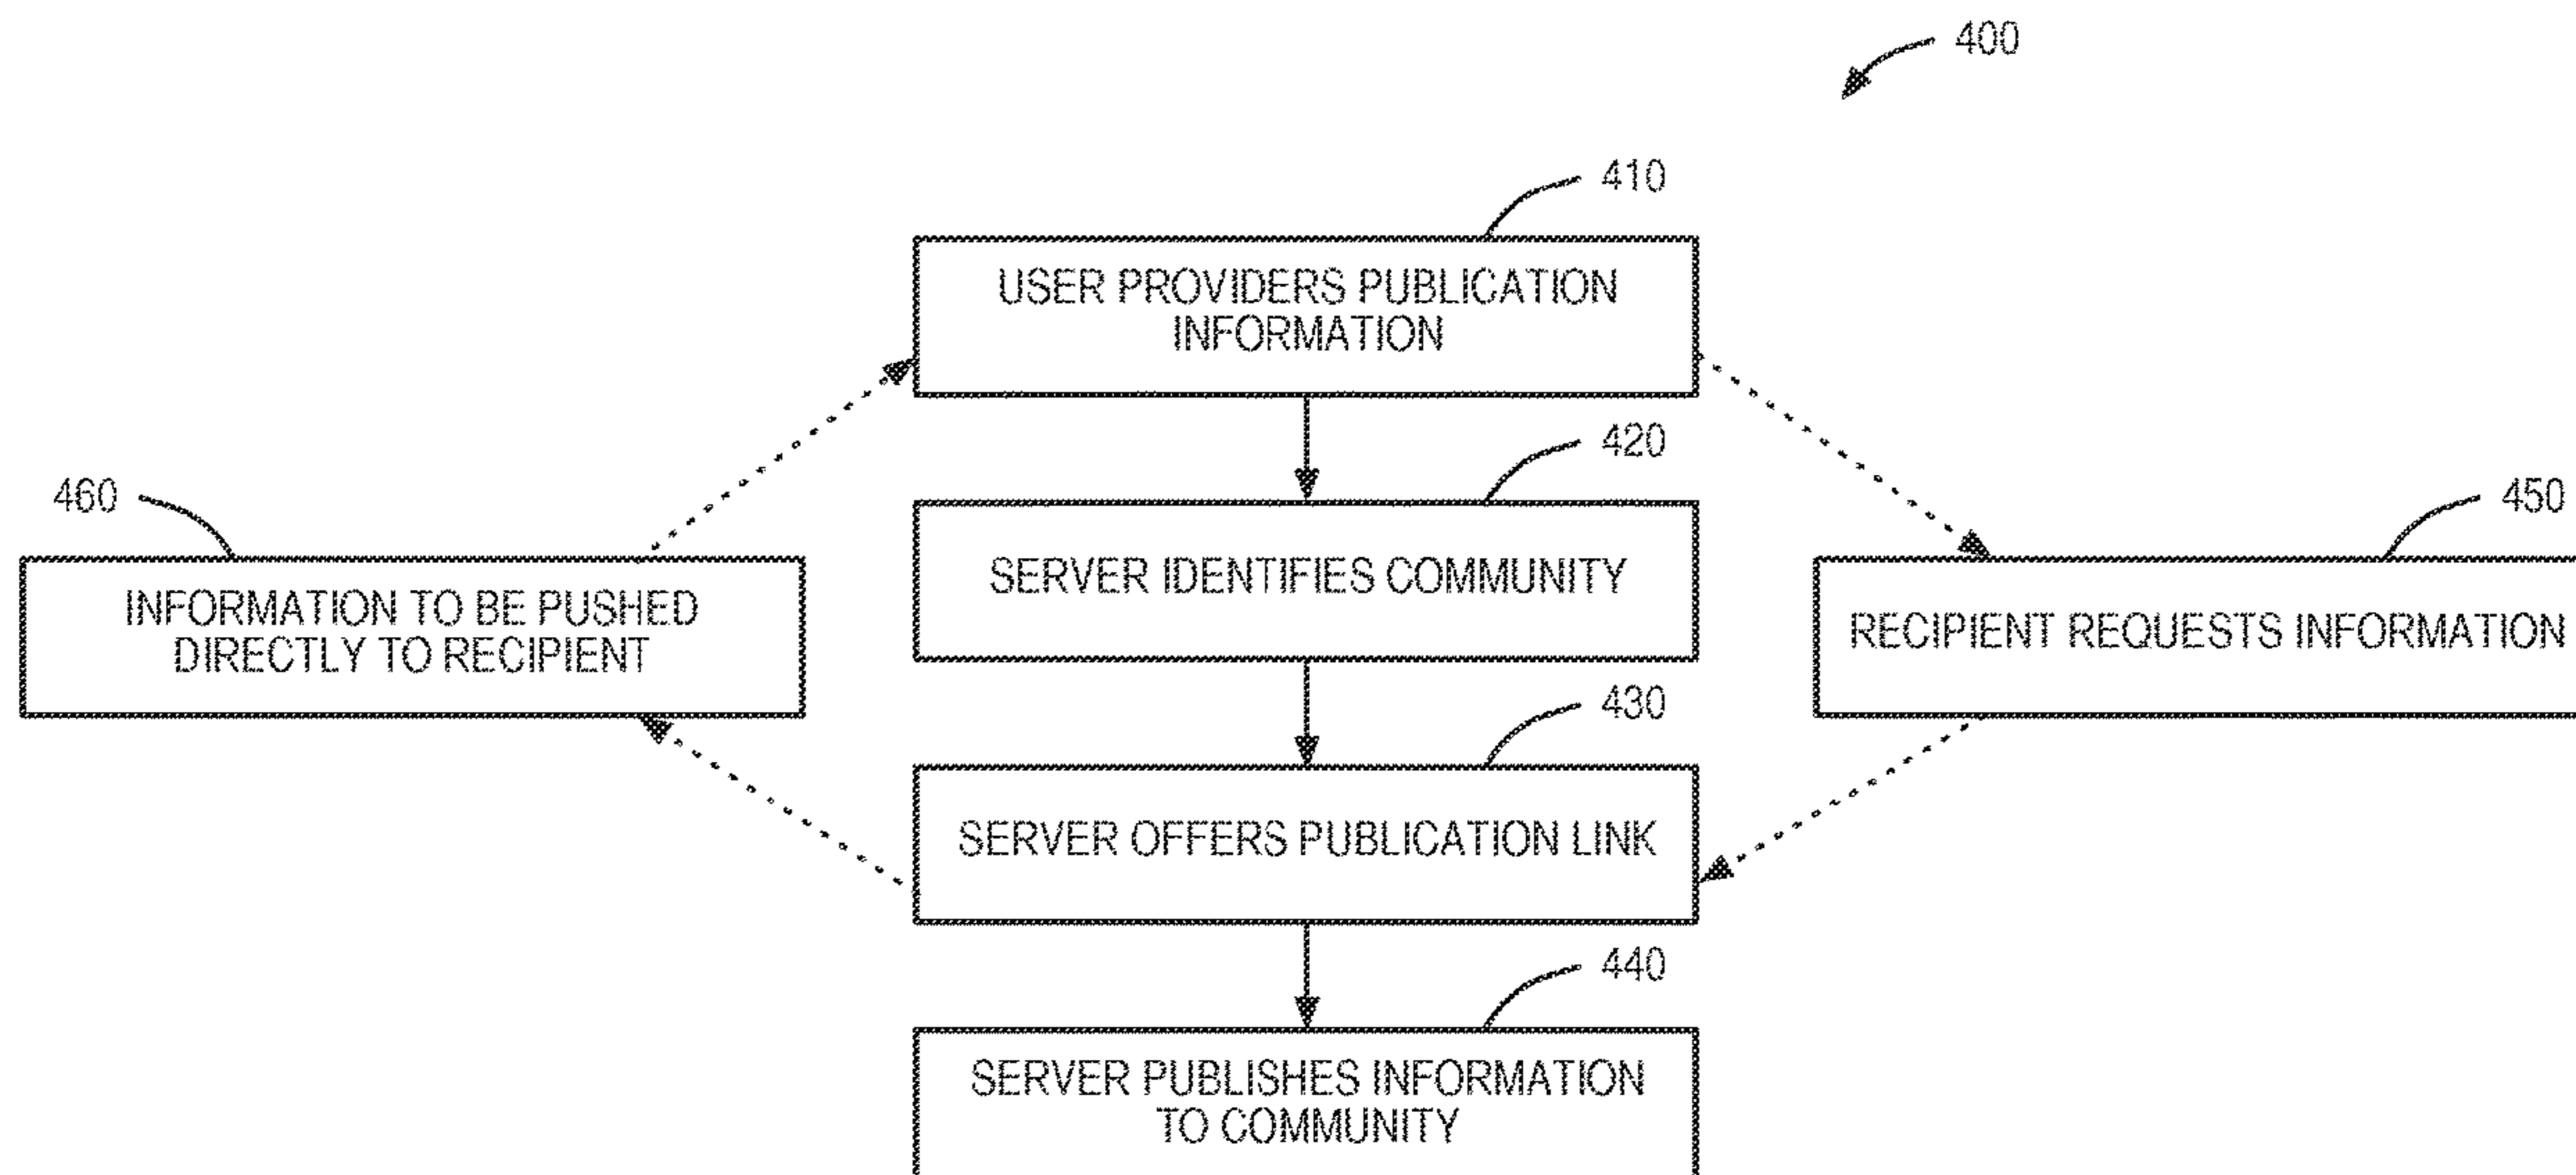 400
410
USER PROVIDERS PUBLICATION
INFORMATION
420
SERVER IDENTIFIES COMMUNITY
460
INFORMATION TO BE PUSHED
DIRECTLY TO RECIPIENT
450
RECIPIENT REQUESTS INFORMATION
430
SERVER OFFERS PUBLICATION LINK
440
SERVER PUBLISHES INFORMATION
TO COMMUNITY